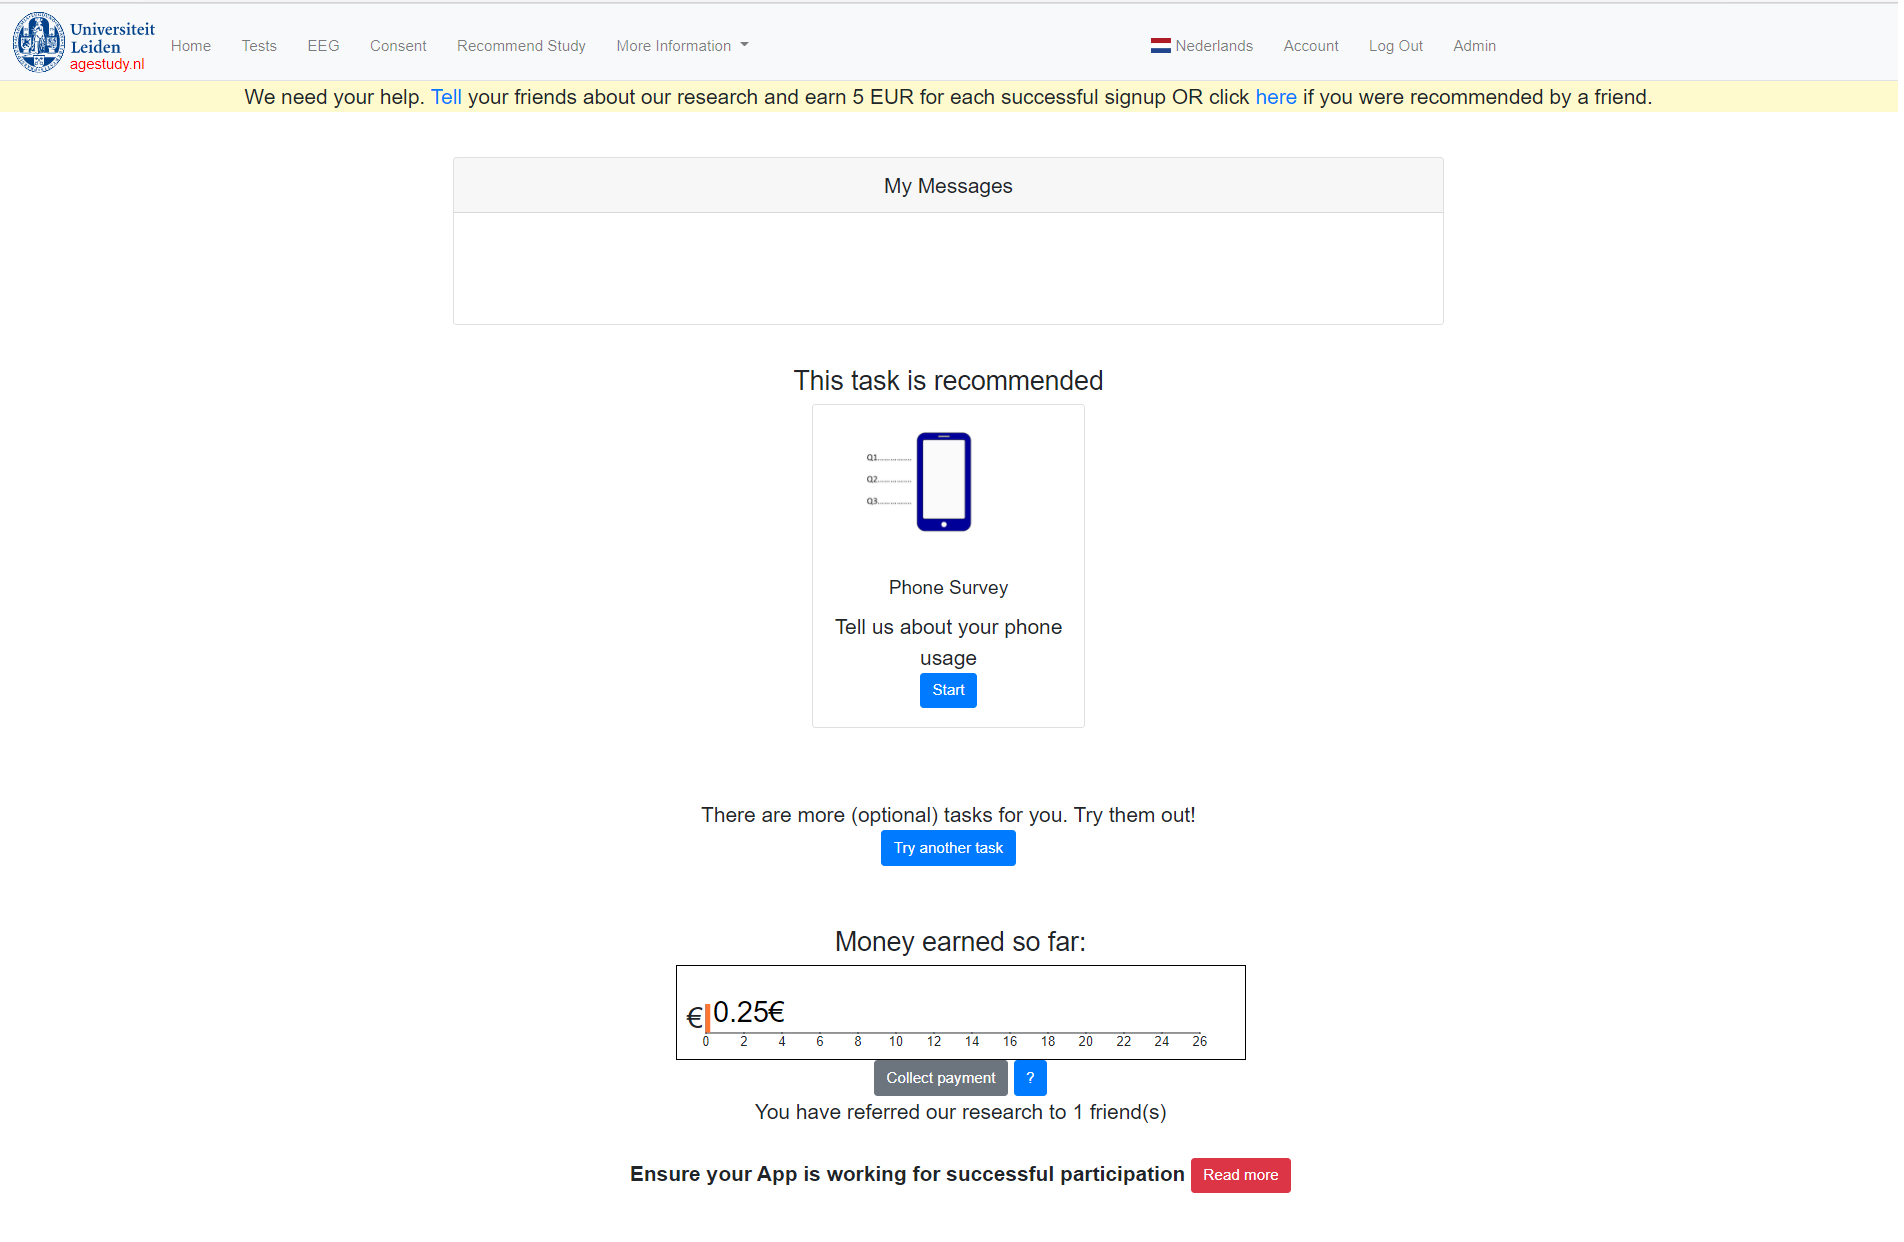 Universiteit
Leiden
agestudy.nl
Home Tests EEG Consent Recommend Study More Information Nederlands Account Log Out Admin
We need your help. Tell your friends about our research and earn 5 EUR for each successful signup OR click here if you were recommended by a friend.
My Messages
This task is recommended
Q1
Q2
Q3
Phone Survey
Tell us about your phone
usage
Start
There are more (optional) tasks for you. Try them out!
Try another task
Money earned so far:
€ 0.25€
0 2 4 6 8 10 12 14 16 18 20 22 24 26
Collect payment ?
You have referred our research to 1 friend(s)
Ensure your App is working for successful participation Read more